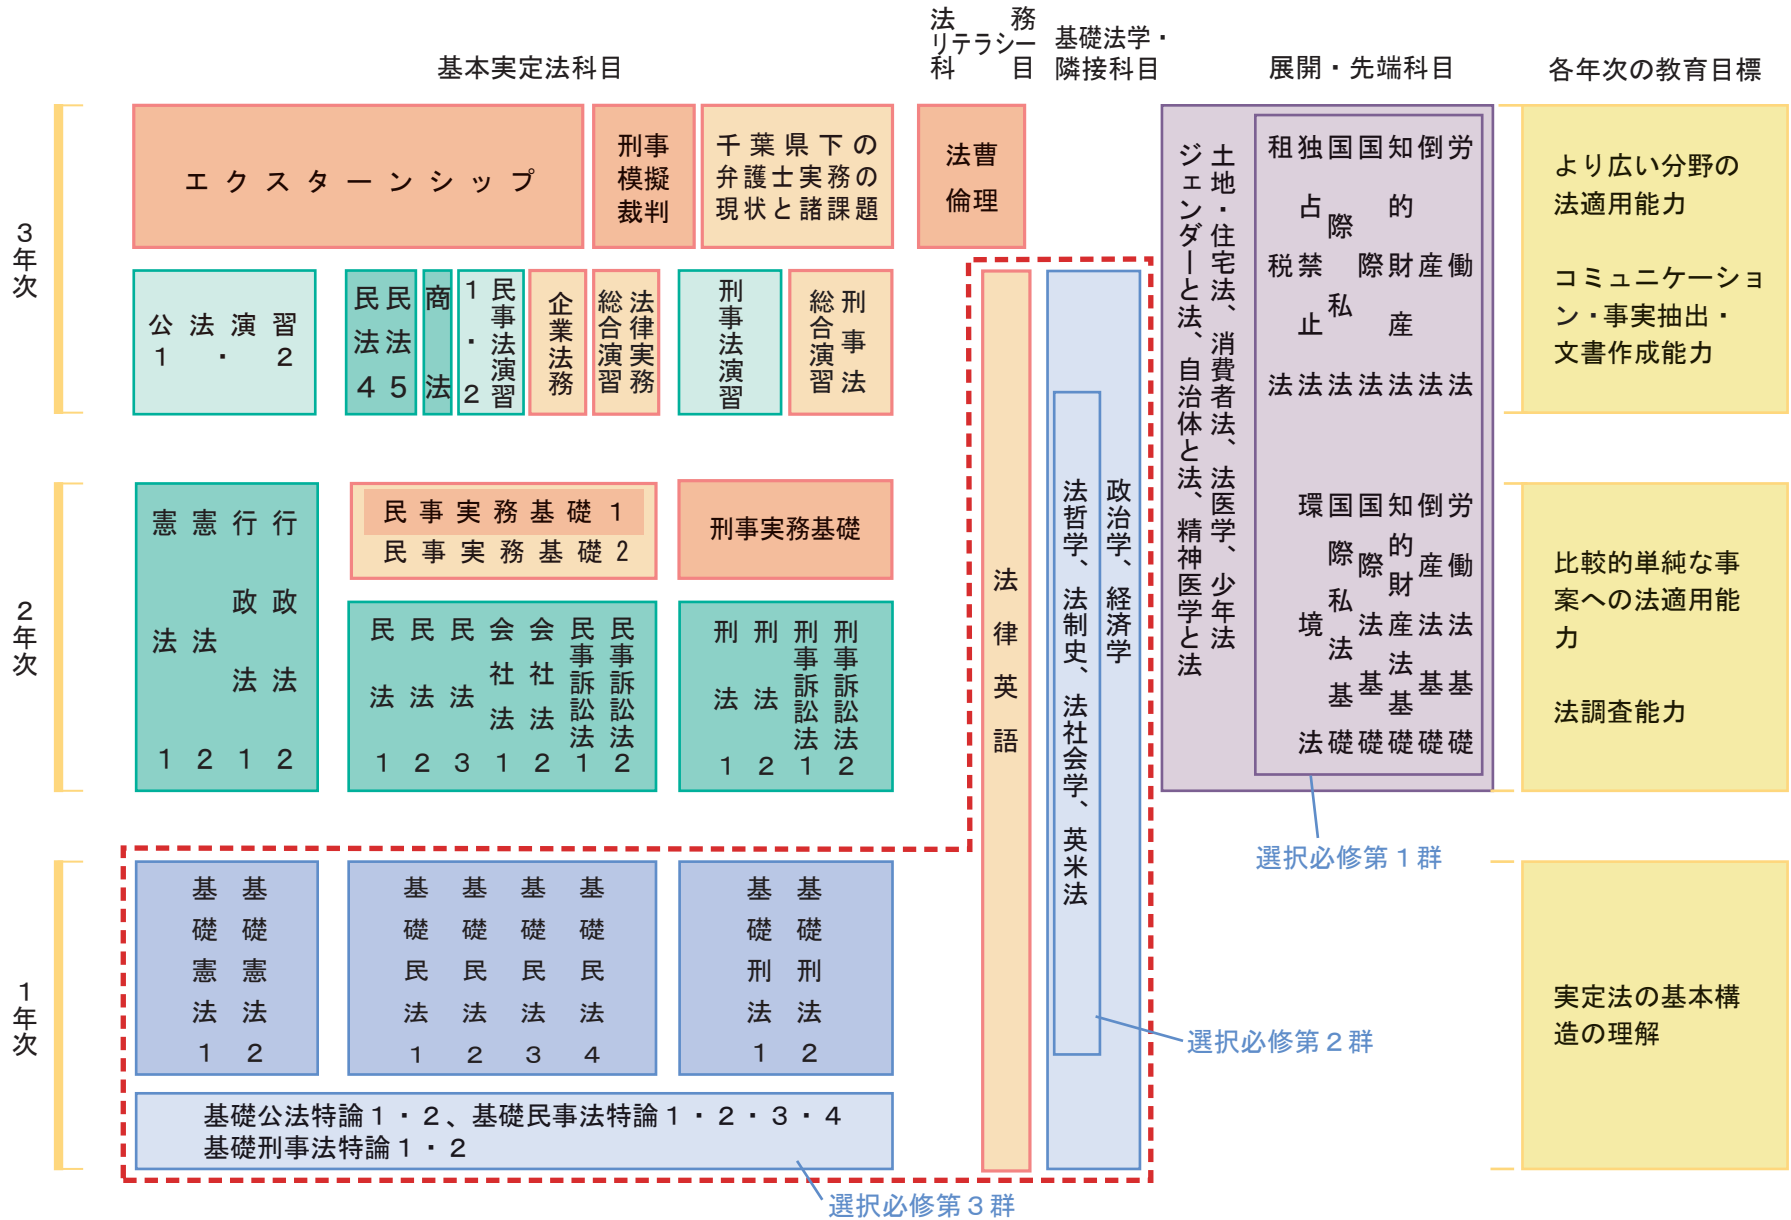 法務
リテラシー
科目
基本実定法科目
基礎法学・
隣接科目
展開・先端科目
各年次の教育目標
3年次
エクスターンシップ
刑事
模擬
裁判
千葉県下の
弁護士実務の
現状と諸課題
法曹
倫理
公法演習
1・2
民法4
民法5
商法
民事法演習
1・2
企業法務
法律実務
総合演習
刑事法演習
刑事法
総合演習
2年次
憲法1
憲法2
行政法1
行政法2
民事実務基礎1
民事実務基礎2
刑事実務基礎
民法1
民法2
民法3
会社法1
会社法2
民事訴訟法1
民事訴訟法2
刑法1
刑法2
刑事訴訟法1
刑事訴訟法2
1年次
基礎憲法1
基礎憲法2
基礎民法1
基礎民法2
基礎民法3
基礎民法4
基礎刑法1
基礎刑法2
基礎公法特論1・2、基礎民事法特論1・2・3・4
基礎刑事法特論1・2
選択必修第3群
法律英語
政治学、経済学
法哲学、法制史、法社会学、英米法
選択必修第2群
土地・住宅法、消費者法、法医学、少年法
ジェンダーと法、自治体と法、精神医学と法
租税法
独占禁止法
国際私法
国際法
知的財産法
倒産法
労働法
環境法
国際私法基礎
国際法基礎
知的財産法基礎
倒産法基礎
労働法基礎
選択必修第1群
より広い分野の
法適用能力
コミュニケーショ
ン・事実抽出・
文書作成能力
比較的単純な事
案への法適用能
力
法調査能力
実定法の基本構
造の理解